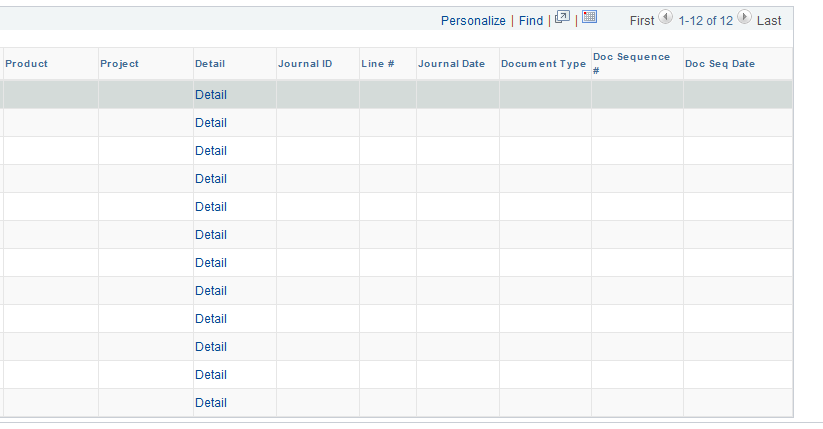 Personalize | Find | |
First 1-12 of 12 Last
Product Project Detail Journal ID Line # Journal Date Document Type Doc Sequence # Doc Seq Date
Detail
Detail
Detail
Detail
Detail
Detail
Detail
Detail
Detail
Detail
Detail
Detail